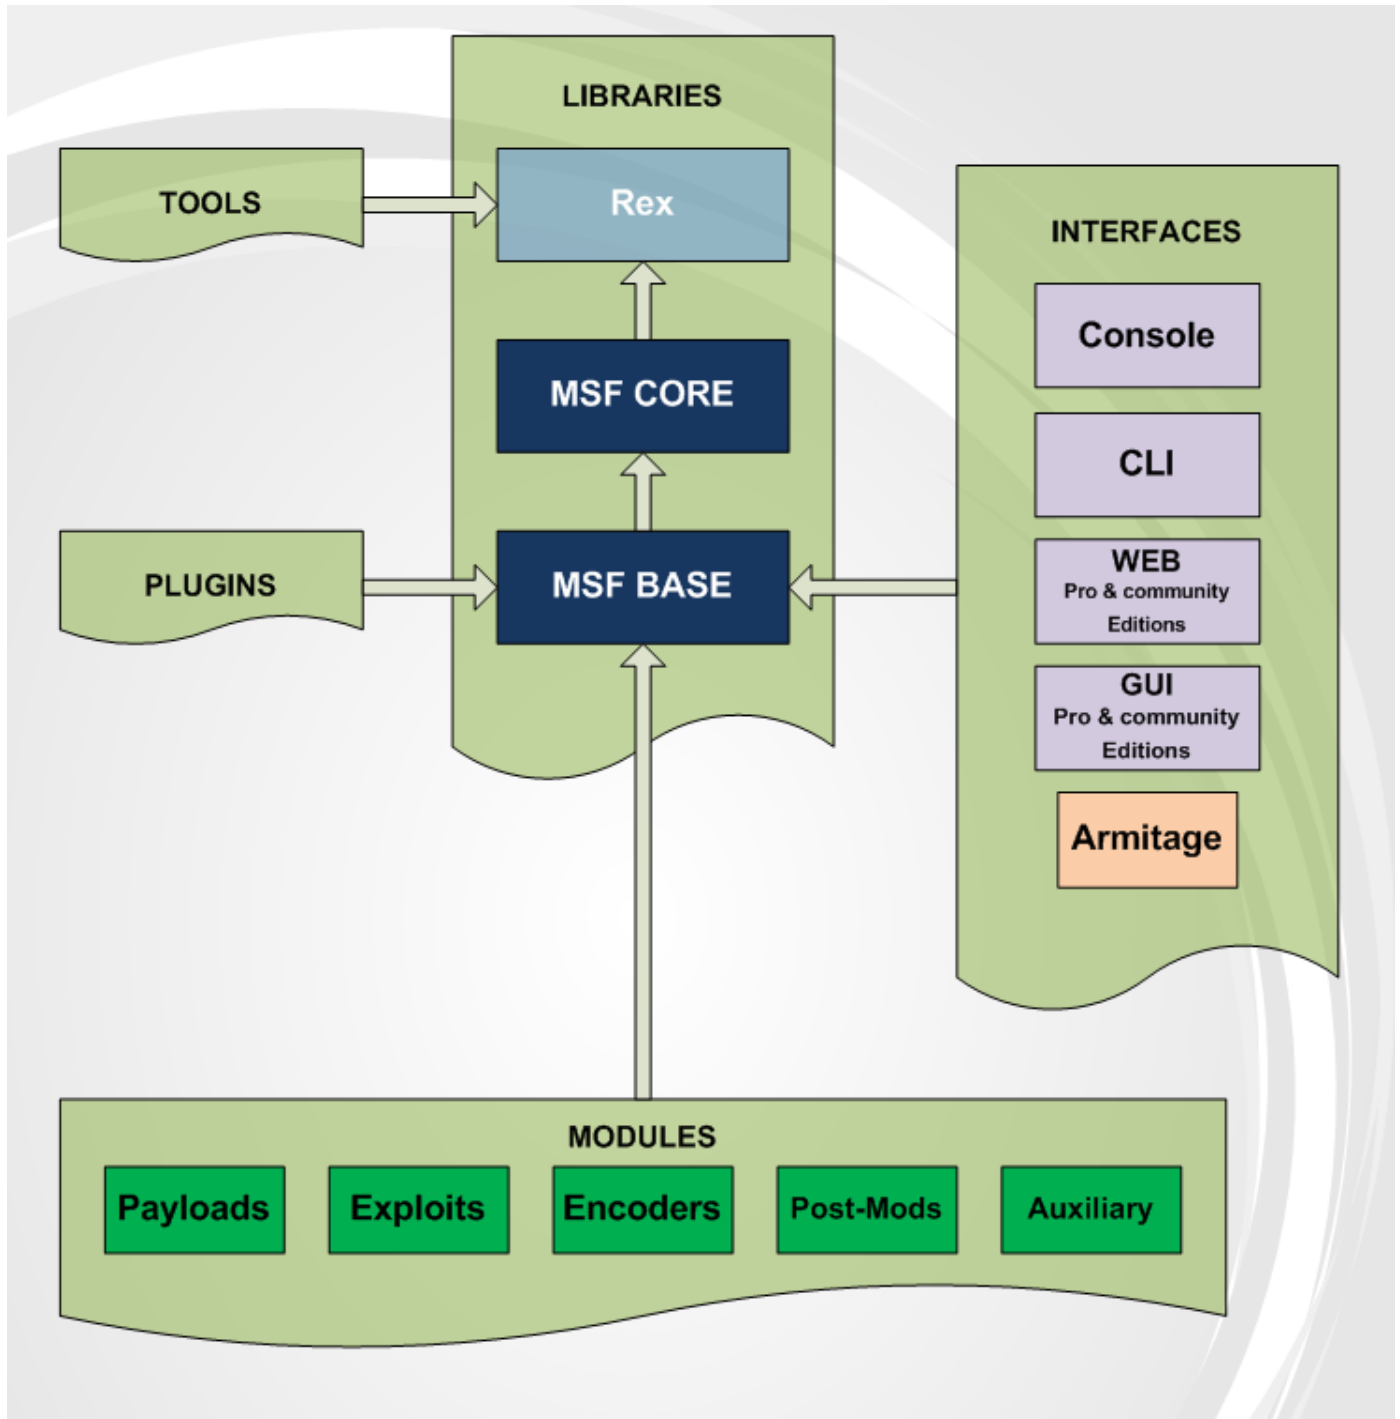 LIBRARIES
TOOLS
Rex
MSF CORE
PLUGINS
MSF BASE
INTERFACES
Console
CLI
WEB
Pro & community
Editions
GUI
Pro & community
Editions
Armitage
MODULES
Payloads
Exploits
Encoders
Post-Mods
Auxiliary